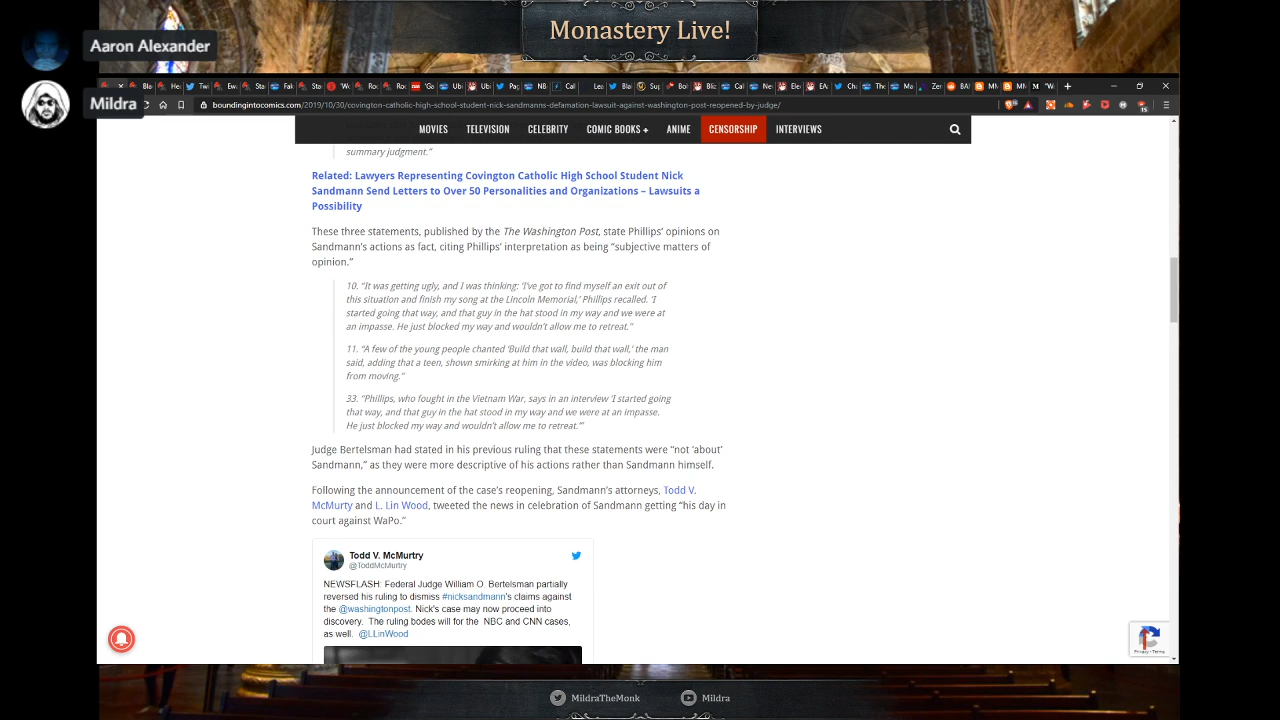 Monastery Live!
Aaron Alexander
Mildra
boundingintocomics.com/2019/10/30/covington-catholic-high-school-student-nick-sandmanns-defamation-lawsuit-against-washington-post-reopened-by-judge/
MOVIES TELEVISION CELEBRITY COMIC BOOKS + ANIME CENSORSHIP INTERVIEWS
summary judgment.”
Related: Lawyers Representing Covington Catholic High School Student Nick
Sandmann Send Letters to Over 50 Personalities and Organizations – Lawsuits a
Possibility
These three statements, published by the The Washington Post, state Phillips’ opinions on
Sandmann’s actions as fact, citing Phillips’ interpretation as being “subjective matters of
opinion.”
10. “It was getting ugly, and I was thinking: ‘I’ve got to find myself an exit out of
this situation and finish my song at the Lincoln Memorial,’ Phillips recalled. ‘I
started going that way, and that guy in the hat stood in my way and we were at
an impasse. He just blocked my way and wouldn’t allow me to retreat.”
11. “A few of the young people chanted ‘Build that wall, build that wall,’ the man
said, adding that a teen, shown smirking at him in the video, was blocking him
from moving.”
33. “Phillips, who fought in the Vietnam War, says in an interview ‘I started going
that way, and that guy in the hat stood in my way and we were at an impasse.
He just blocked my way and wouldn’t allow me to retreat.’”
Judge Bertelsman had stated in his previous ruling that these statements were “not ‘about’
Sandmann,” as they were more descriptive of his actions rather than Sandmann himself.
Following the announcement of the case’s reopening, Sandmann’s attorneys, Todd V.
McMurty and L. Lin Wood, tweeted the news in celebration of Sandmann getting “his day in
court against WaPo.”
Todd V. McMurtry
@ToddMcMurtry
NEWSFLASH: Federal Judge William O. Bertelsman partially
reversed his ruling to dismiss #nicksandmann's claims against
the @washingtonpost. Nick's case may now proceed into
discovery. The ruling bodes will for the NBC and CNN cases,
as well. @LLinWood
Privacy - Terms
MildraTheMonk Mildra